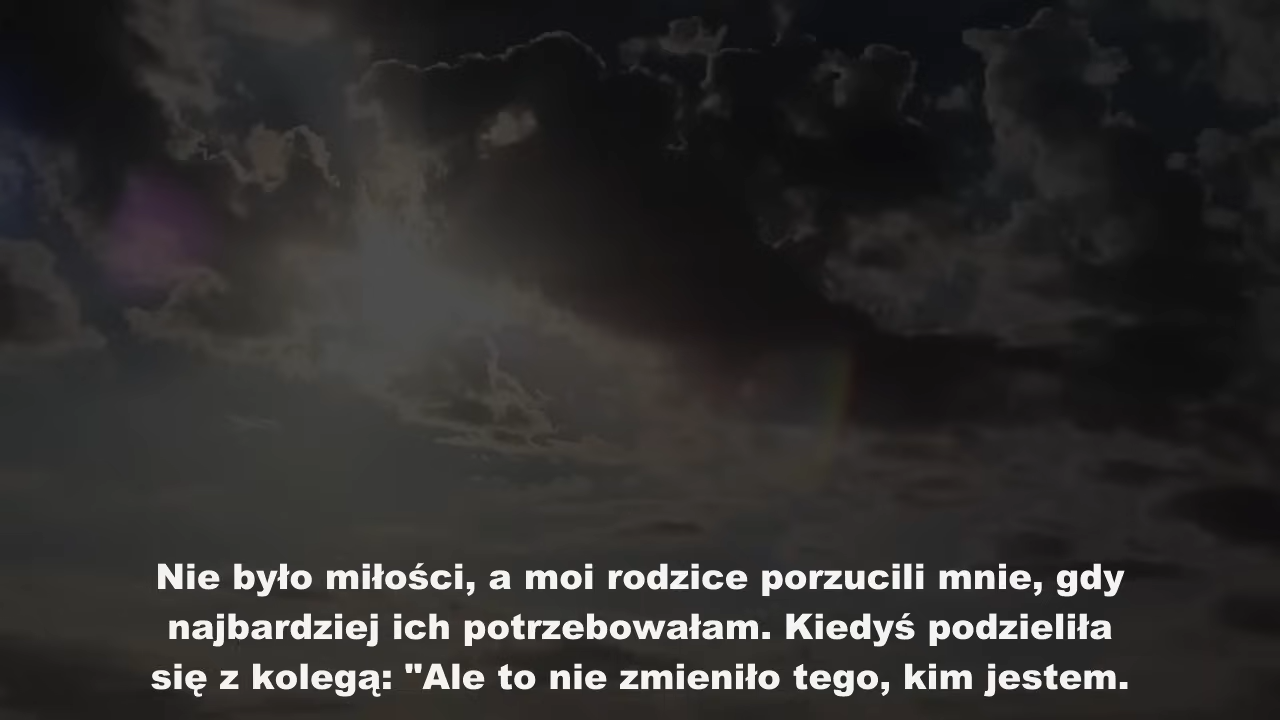 Nie było miłości, a moi rodzice porzucili mnie, gdy
najbardziej ich potrzebowałam. Kiedyś podzieliła
się z kolegą: "Ale to nie zmieniło tego, kim jestem.